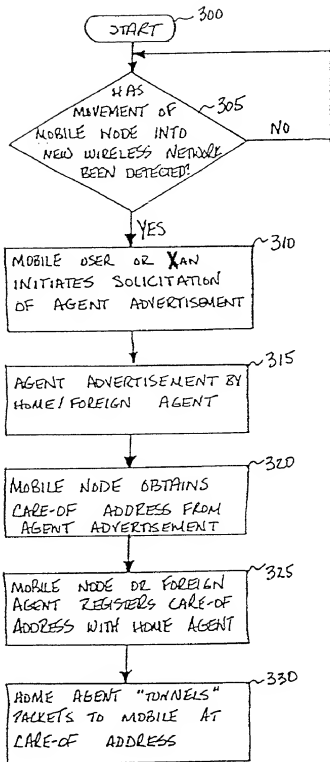 300
START
305
HAS
MOVEMENT OF
MOBILE NODE INTO
NEW WIRELESS NETWORK
BEEN DETECTED?
NO
YES
310
MOBILE USER OR XAN
INITIATES SOLICITATION
OF AGENT ADVERTISEMENT
315
AGENT ADVERTISEMENT BY
HOME/FOREIGN AGENT
320
MOBILE NODE OBTAINS
CARE-OF ADDRESS FROM
AGENT ADVERTISEMENT
325
MOBILE NODE OR FOREIGN
AGENT REGISTERS CARE-OF
ADDRESS WITH HOME AGENT
330
HOME AGENT "TUNNELS"
PACKETS TO MOBILE AT
CARE-OF ADDRESS